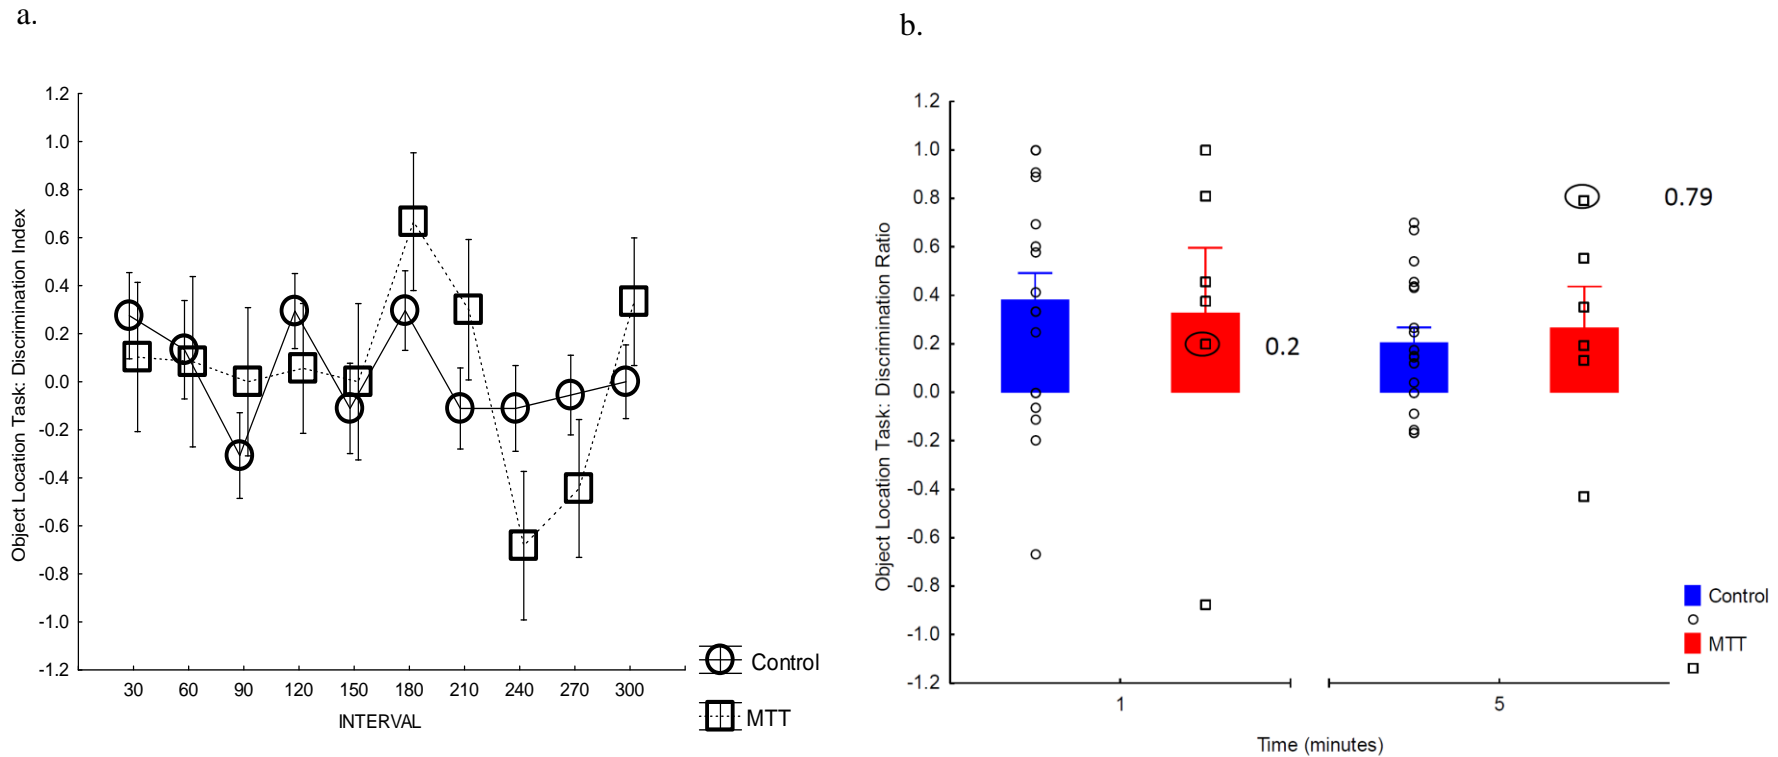 a.
Object Location Task: Discrimination Index
1.2
1.0
0.8
0.6
0.4
0.2
0.0
-0.2
-0.4
-0.6
-0.8
-1.0
-1.2
30 60 90 120 150 180 210 240 270 300
INTERVAL
Control
MTT
b.
Object Location Task: Discrimination Ratio
1.2
1.0
0.8
0.6
0.4
0.2
0.0
-0.2
-0.4
-0.6
-0.8
-1.0
-1.2
0.2
0.79
1 5
Time (minutes)
Control
MTT